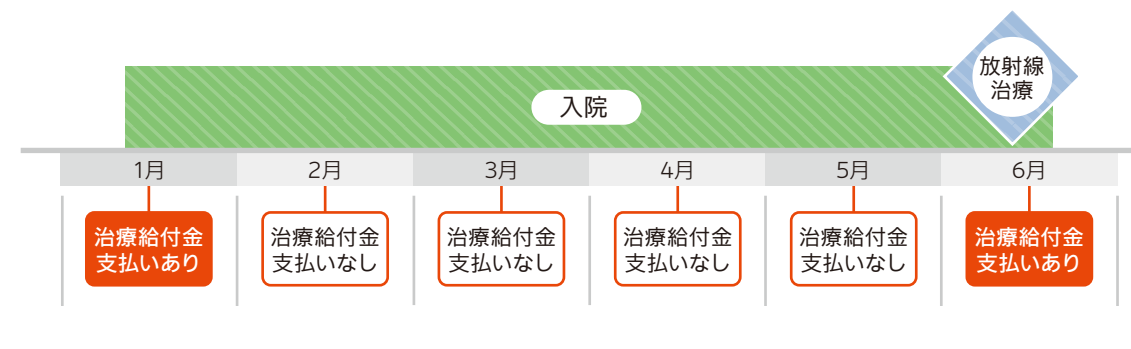 放射線
治療
入院
1月
2月
3月
4月
5月
6月
治療給付金
支払いあり
治療給付金
支払いなし
治療給付金
支払いなし
治療給付金
支払いなし
治療給付金
支払いなし
治療給付金
支払いあり